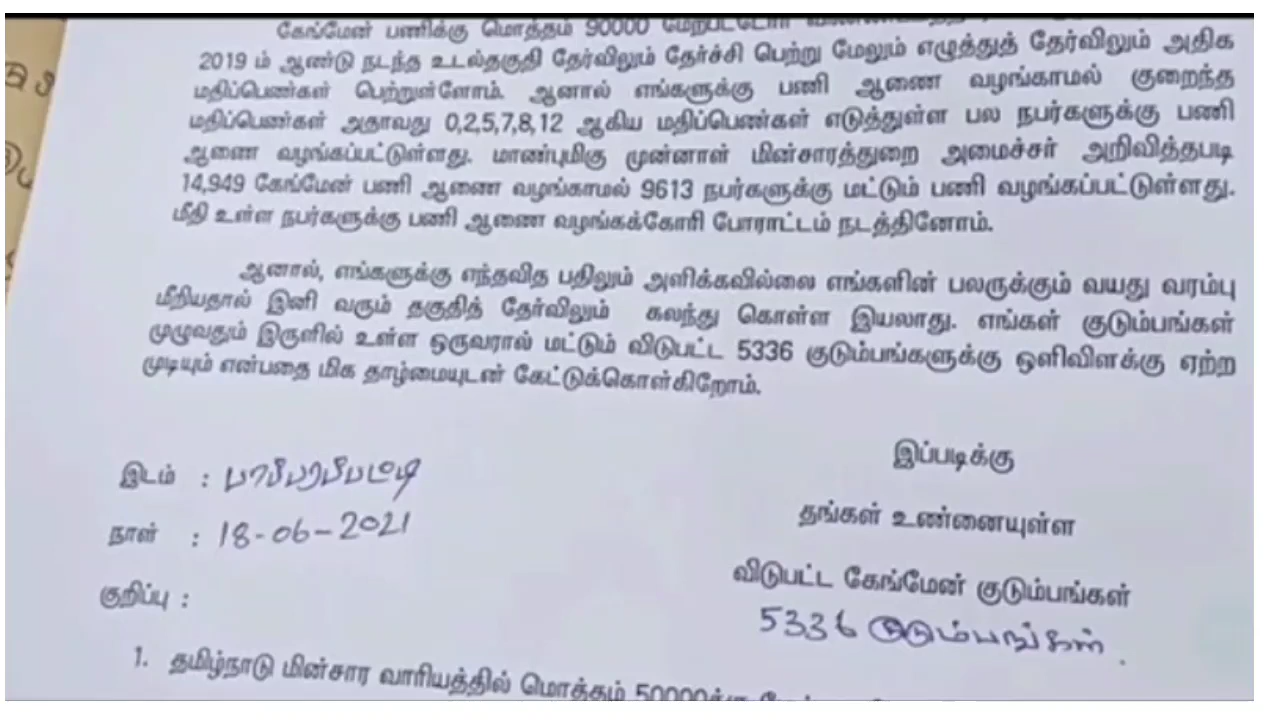 கேங்மேன் பணிக்கு மொத்தம் 90000 மேற்பட்டோர்
2019 ம் ஆண்டு நடந்த உடல்தகுதி தேர்விலும் தேர்ச்சி பெற்று மேலும் எழுத்துத் தேர்விலும் அதிக
மதிப்பெண்கள் பெற்றுள்ளோம். ஆனால் எங்களுக்கு பணி ஆணை வழங்காமல் குறைந்த
மதிப்பெண்கள் அதாவது 0,2,5,7,8,12 ஆகிய மதிப்பெண்கள் எடுத்துள்ள பல நபர்களுக்கு பணி
ஆணை வழங்கப்பட்டுள்ளது. மாண்புமிகு முன்னாள் மின்சாரத்துறை அமைச்சர் அறிவித்தபடி
14,949 கேங்மேன் பணி ஆணை வழங்காமல் 9613 நபர்களுக்கு மட்டும் பணி வழங்கப்பட்டுள்ளது.
மீதி உள்ள நபர்களுக்கு பணி ஆணை வழங்கக்கோரி போராட்டம் நடத்தினோம்.
ஆனால், எங்களுக்கு எந்தவித பதிலும் அளிக்கவில்லை எங்களின் பலருக்கும் வயது வரம்பு
மீறியதால் இனி வரும் தகுதித் தேர்விலும் கலந்து கொள்ள இயலாது. எங்கள் குடும்பங்கள்
முழுவதும் இருளில் உள்ள ஒருவரால் மட்டும் விடுபட்ட 5336 குடும்பங்களுக்கு ஒளிவிளக்கு ஏற்ற
முடியும் என்பதை மிக தாழ்மையுடன் கேட்டுக்கொள்கிறோம்.
இப்படிக்கு
இடம் : பாப்பரப்பட்டி
தங்கள் உண்னையுள்ள
நாள் : 18-06-2021
விடுபட்ட கேங்மேன் குடும்பங்கள்
குறிப்பு :
5336 குடும்பங்கள்.
1. தமிழ்நாடு மின்சார வாரியத்தில் மொத்தம் 50000க்கு